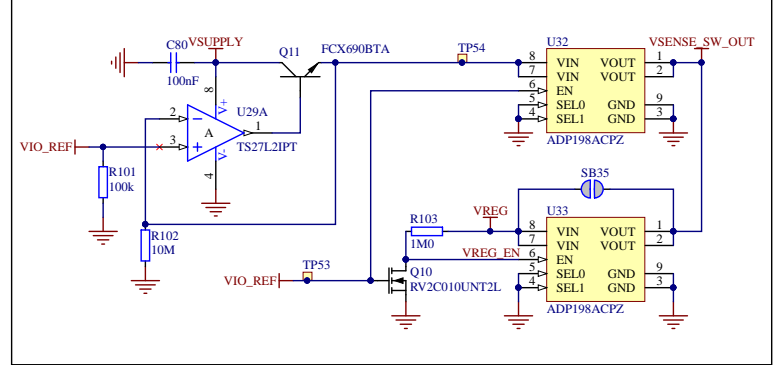 C80
100nF
VSUPPLY
Q11
FCX690BTA
8
V+
2
3
A
1
V-
4
U29A
TS27L2IPT
VIO_REF
R101
100k
R102
10M
TP54
U32
8 VIN VOUT 1
7 VIN VOUT 2
6 EN
5 SEL0 GND 9
4 SEL1 GND 3
ADP198ACPZ
VSENSE_SW_OUT
SB35
VIO_REF
TP53
R103
1M0
VREG
VREG_EN
Q10
RV2C010UNT2L
U33
8 VIN VOUT 1
7 VIN VOUT 2
6 EN
5 SEL0 GND 9
4 SEL1 GND 3
ADP198ACPZ